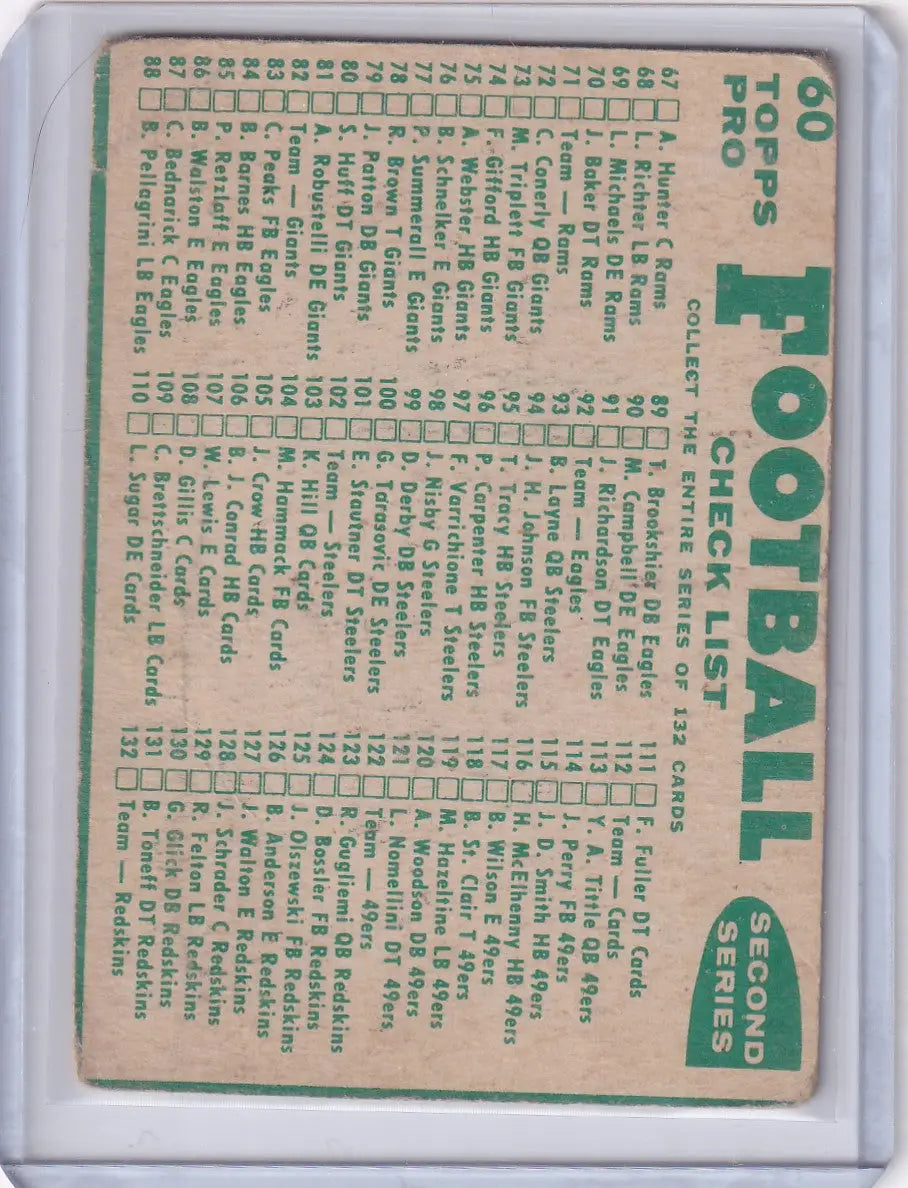 60
TOPPS
PRO
FOOTBALL
CHECK LIST
COLLECT THE ENTIRE SERIES OF 132 CARDS
SECOND
SERIES
67 A. Hunter C Rams
68 L. Richter LB Rams
69 L. Michaels DE Rams
70 J. Baker DT Rams
71 Team — Rams
72 C. Conerly QB Giants
73 M. Triplett FB Giants
74 F. Gifford HB Giants
75 A. Webster HB Giants
76 B. Schnelker E Giants
77 P. Summerall E Giants
78 R. Brown T Giants
79 J. Patton DB Giants
80 S. Huff DT Giants
81 A. Robustelli DE Giants
82 Team — Giants
83 C. Peaks FB Eagles
84 B. Barnes HB Eagles
85 P. Retzlaff E Eagles
86 B. Walston E Eagles
87 C. Bednarick C Eagles
88 B. Pellagrini LB Eagles
89 T. Brookshier DB Eagles
90 M. Campbell DE Eagles
91 J. Richardson DT Eagles
92 Team — Eagles
93 B. Layne QB Steelers
94 J. H. Johnson FB Steelers
95 T. Tracy HB Steelers
96 P. Carpenter HB Steelers
97 F. Varrichione T Steelers
98 J. Nisby G Steelers
99 D. Derby DB Steelers
100 G. Tarasovic DE Steelers
101 E. Stautner DT Steelers
102 Team — Steelers
103 K. Hill QB Cards
104 M. Hammack FB Cards
105 J. Crow HB Cards
106 B. J. Conrad HB Cards
107 W. Lewis E Cards
108 D. Gillis C Cards
109 C. Brettschneider LB Cards
110 L. Sugar DE Cards
111 F. Fuller DT Cards
112 Team — Cards
113 Y. A. Tittle QB 49ers
114 J. Perry FB 49ers
115 J. D. Smith HB 49ers
116 H. McElhenny HB 49ers
117 B. Wilson E 49ers
118 B. St. Clair T 49ers
119 M. Hazeltine LB 49ers
120 A. Woodson DB 49ers
121 L. Nomellini DT 49ers
122 Team — 49ers
123 R. Gugliemi QB Redskins
124 D. Bossler FB Redskins
125 J. Olszewski FB Redskins
126 B. Anderson E Redskins
127 J. Walton E Redskins
128 J. Schrader C Redskins
129 R. Felton LB Redskins
130 G. Glick DB Redskins
131 B. Toneff DT Redskins
132 Team — Redskins